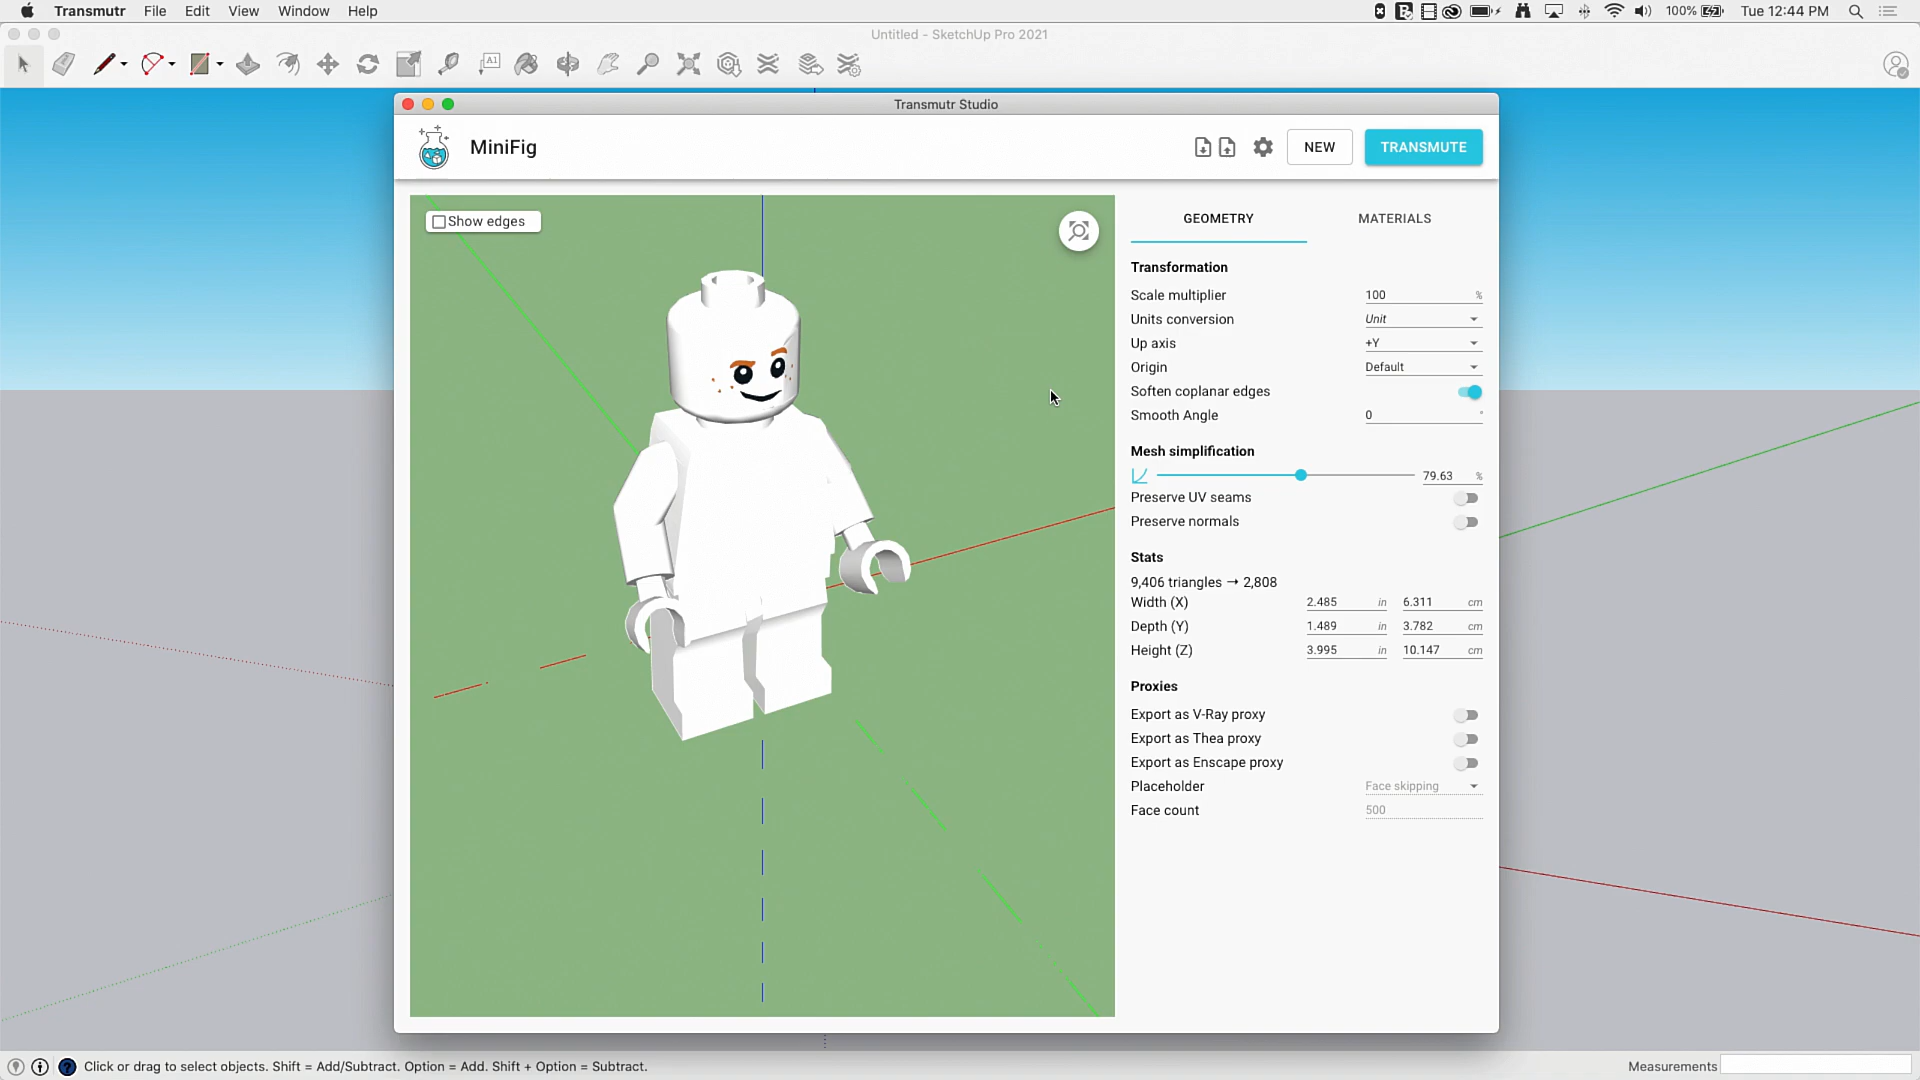 Transmutr File Edit View Window Help 100% Tue 12:44 PM
Untitled - SketchUp Pro 2021
A1
Transmutr Studio
MiniFig
NEW
TRANSMUTE
Show edges
GEOMETRY
MATERIALS
Transformation
Scale multiplier 100 %
Units conversion Unit
Up axis +Y
Origin Default
Soften coplanar edges
Smooth Angle 0 °
Mesh simplification
79.63 %
Preserve UV seams
Preserve normals
Stats
9,406 triangles → 2,808
Width (X) 2.485 in 6.311 cm
Depth (Y) 1.489 in 3.782 cm
Height (Z) 3.995 in 10.147 cm
Proxies
Export as V-Ray proxy
Export as Thea proxy
Export as Enscape proxy
Placeholder Face skipping
Face count 500
Click or drag to select objects. Shift = Add/Subtract. Option = Add. Shift + Option = Subtract.
Measurements